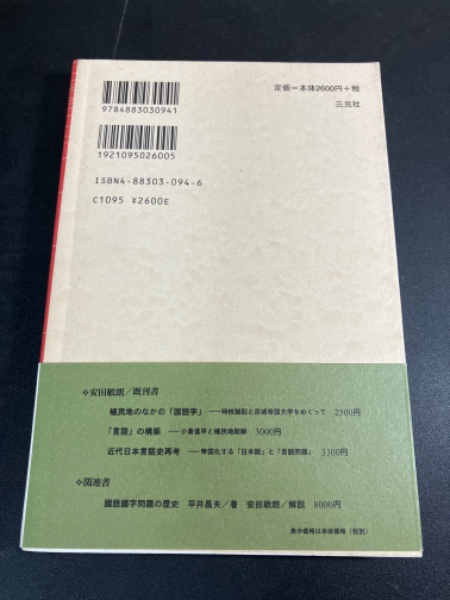 9784883030941
定価=本体2600円+税
三元社
1921095026005
ISBN4-88303-094-6
C1095 ¥2600E
❖安田敏朗/既刊書
植民地のなかの「国語学」 ——時枝誠記と京城帝国大学をめぐって 2500円
「言語」の構築 ——小倉進平と植民地朝鮮 3000円
近代日本言語史再考 ——帝国化する「日本語」と「言語問題」 3300円
❖関連書
國語國字問題の歴史 平井昌夫/著 安田敏朗/解説 8000円
表示価格は本体価格(税別)